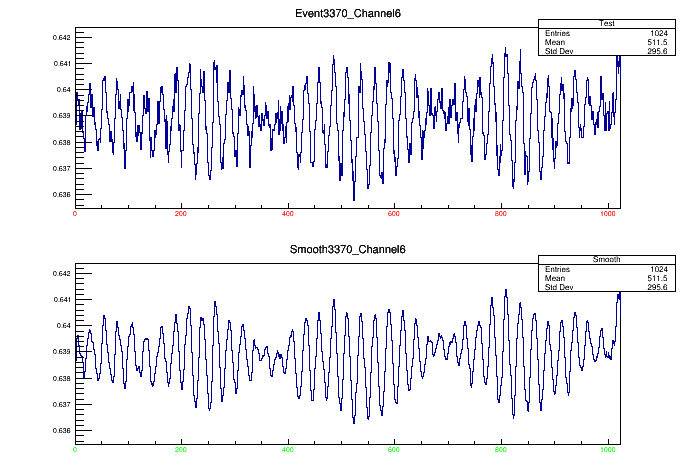 Event3370_Channel6
Test
Entries 1024
Mean 511.5
Std Dev 295.6
0.642
0.641
0.64
0.639
0.638
0.637
0.636
0 200 400 600 800 1000
Smooth3370_Channel6
Smooth
Entries 1024
Mean 511.5
Std Dev 295.6
0.642
0.641
0.64
0.639
0.638
0.637
0.636
0 200 400 600 800 1000